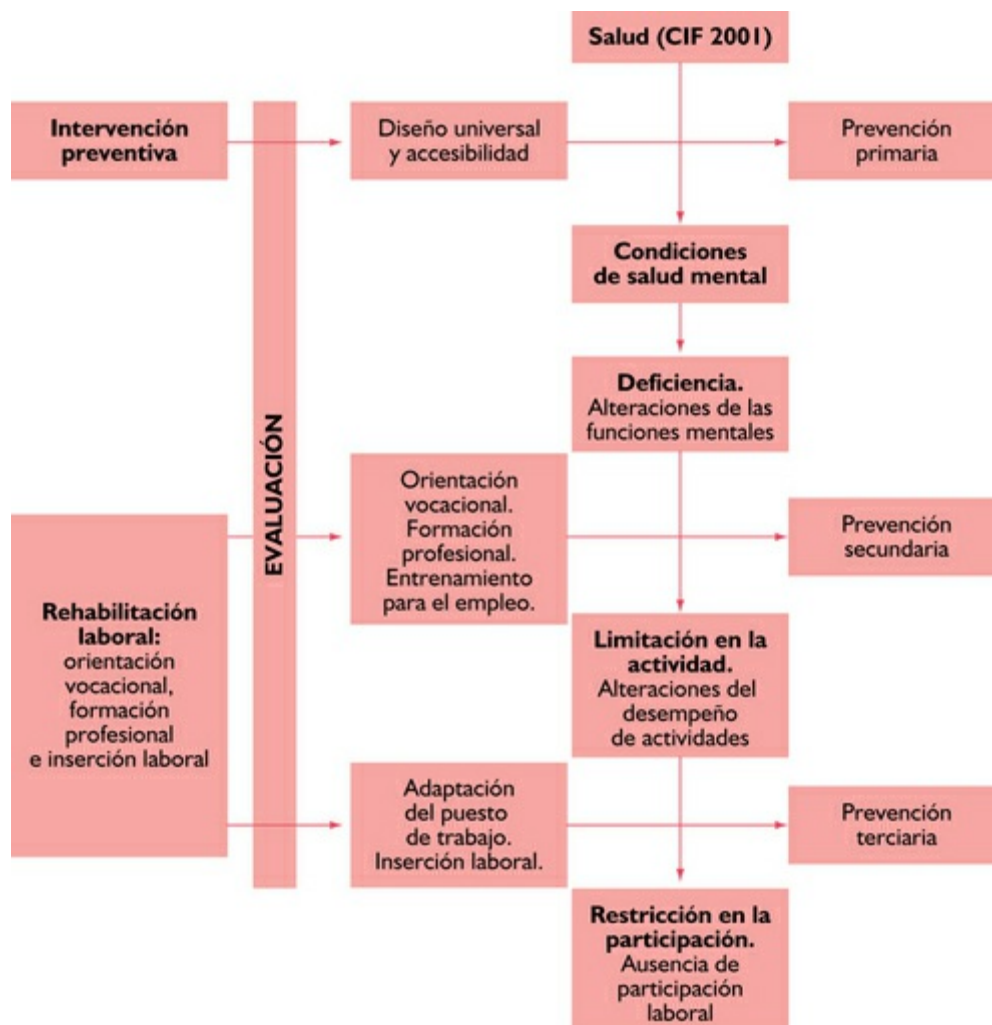 Salud (CIF 2001)
Intervención
preventiva
Diseño universal
y accesibilidad
Prevención
primaria
Condiciones
de salud mental
Deficiencia.
Alteraciones de las
funciones mentales
EVALUACIÓN
Orientación
vocacional.
Formación
profesional.
Entrenamiento
para el empleo.
Prevención
secundaria
Rehabilitación
laboral:
orientación
vocacional,
formación
profesional
e inserción laboral
Limitación en la
actividad.
Alteraciones del
desempeño
de actividades
Adaptación
del puesto
de trabajo.
Inserción laboral.
Prevención
terciaria
Restricción en la
participación.
Ausencia de
participación
laboral